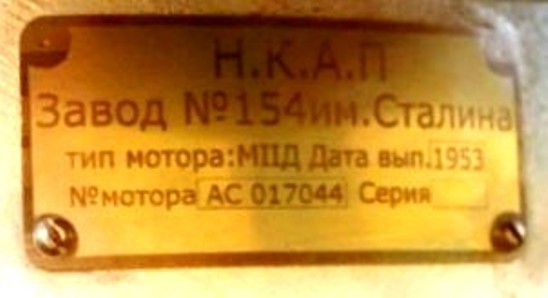 Н.К.А.П
Завод №154им.Сталина
тип мотора:МЦД Дата вып.1953
№мотора АС 017044 Серия